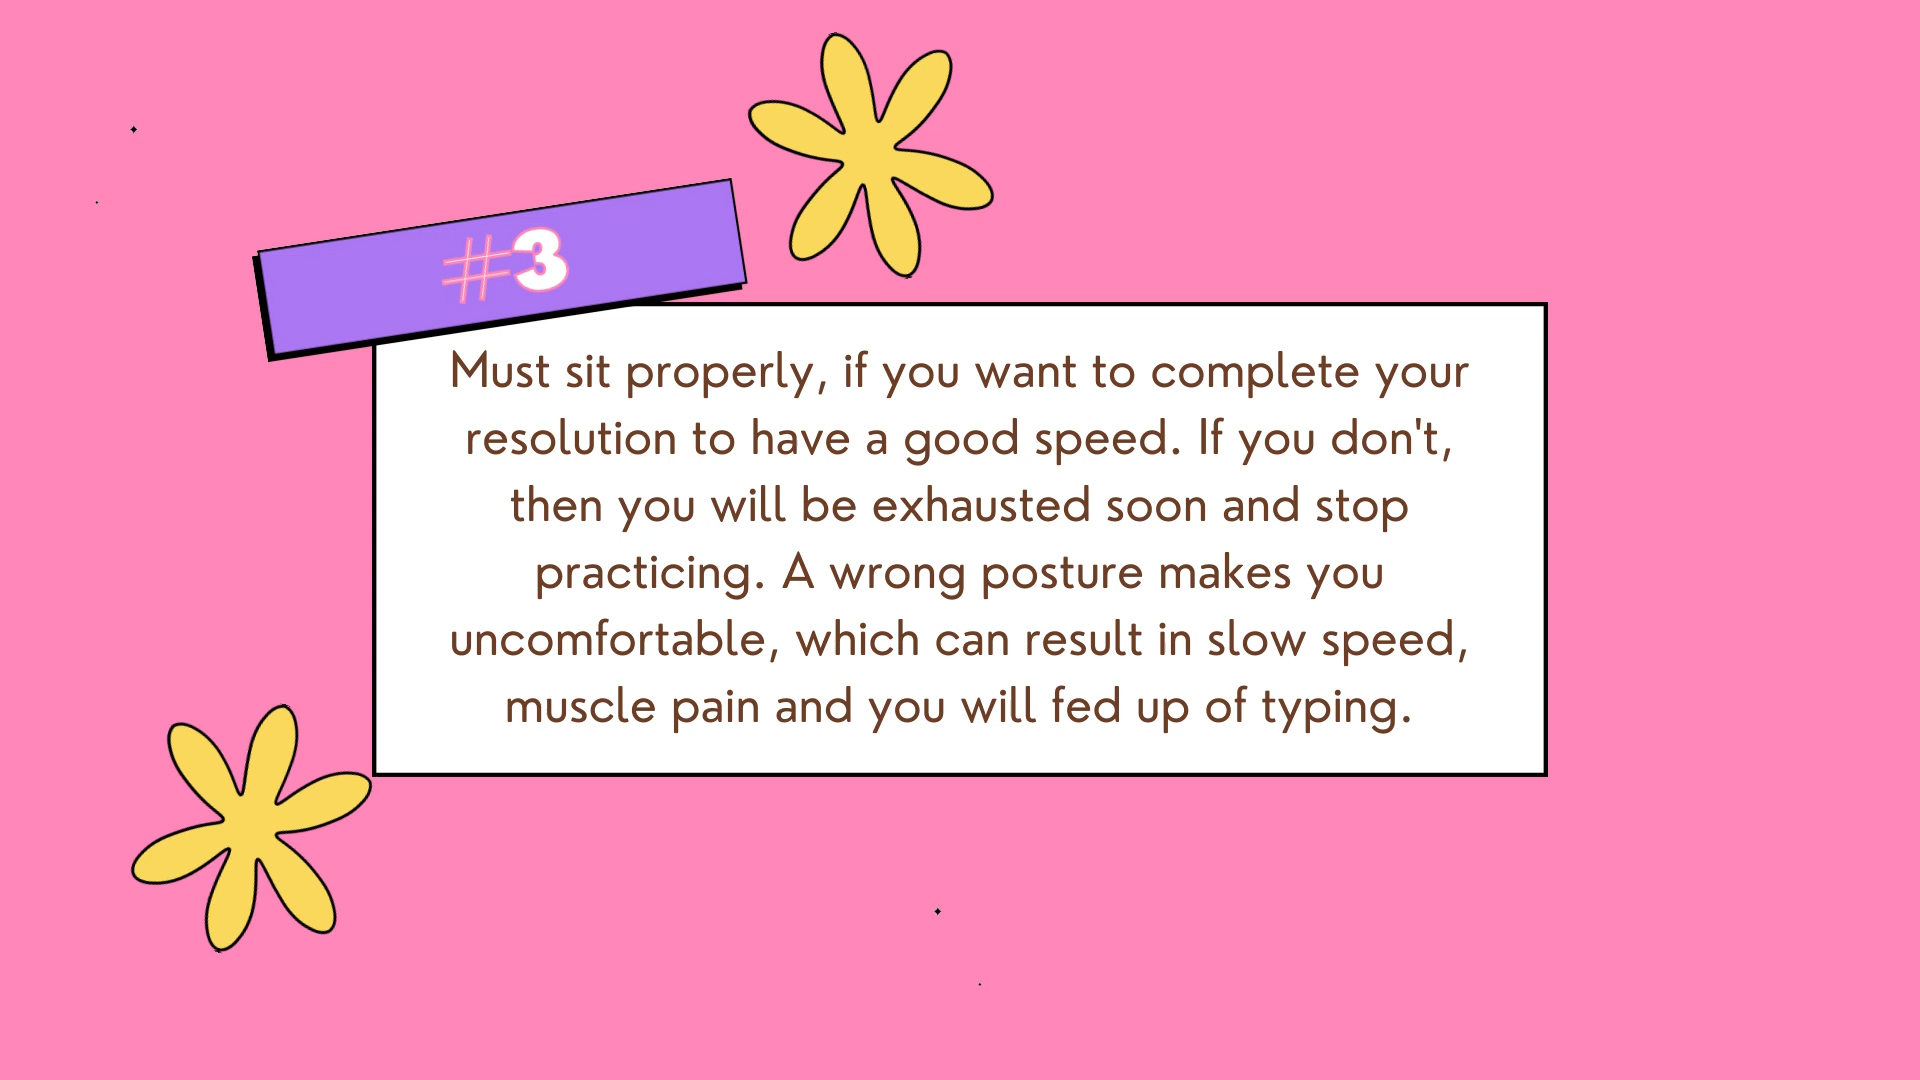 #3
Must sit properly, if you want to complete your
resolution to have a good speed. If you don't,
then you will be exhausted soon and stop
practicing. A wrong posture makes you
uncomfortable, which can result in slow speed,
muscle pain and you will fed up of typing.